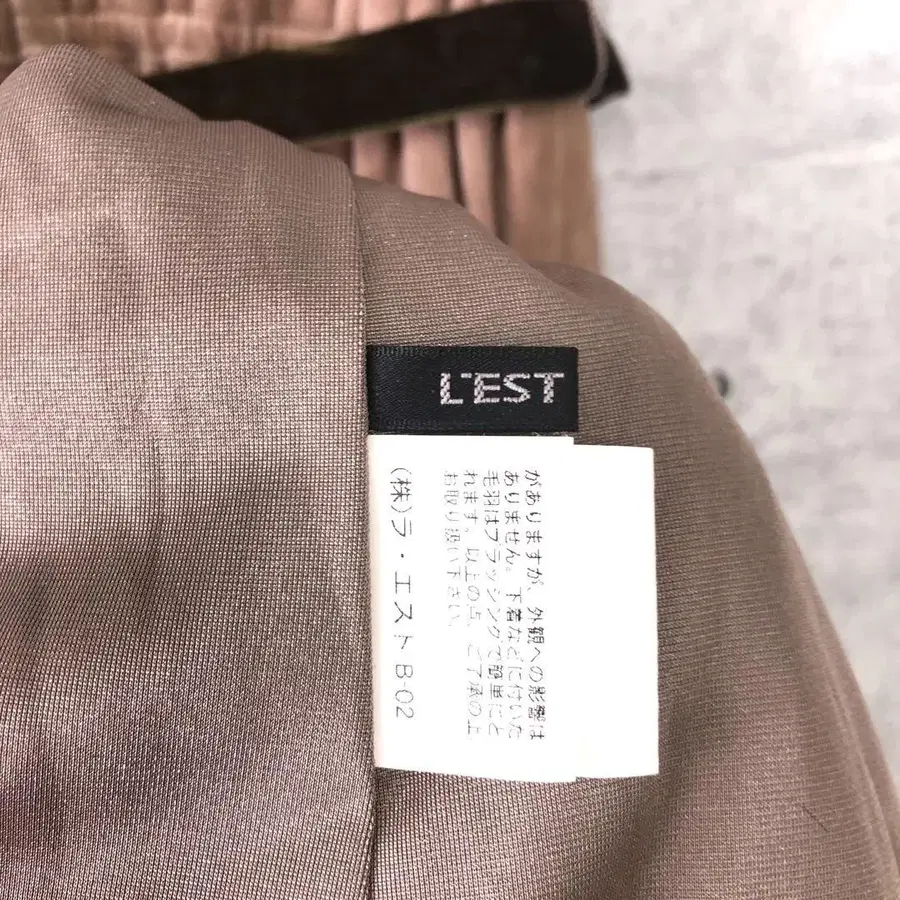 L'EST
があリますが、外観への影響は
ありません。下着などに付いた
毛羽はブラッシングで簡単にと
れます。以上の点、ご了承の上
お取り扱い下さい。
(株)ラ・エスト B-02